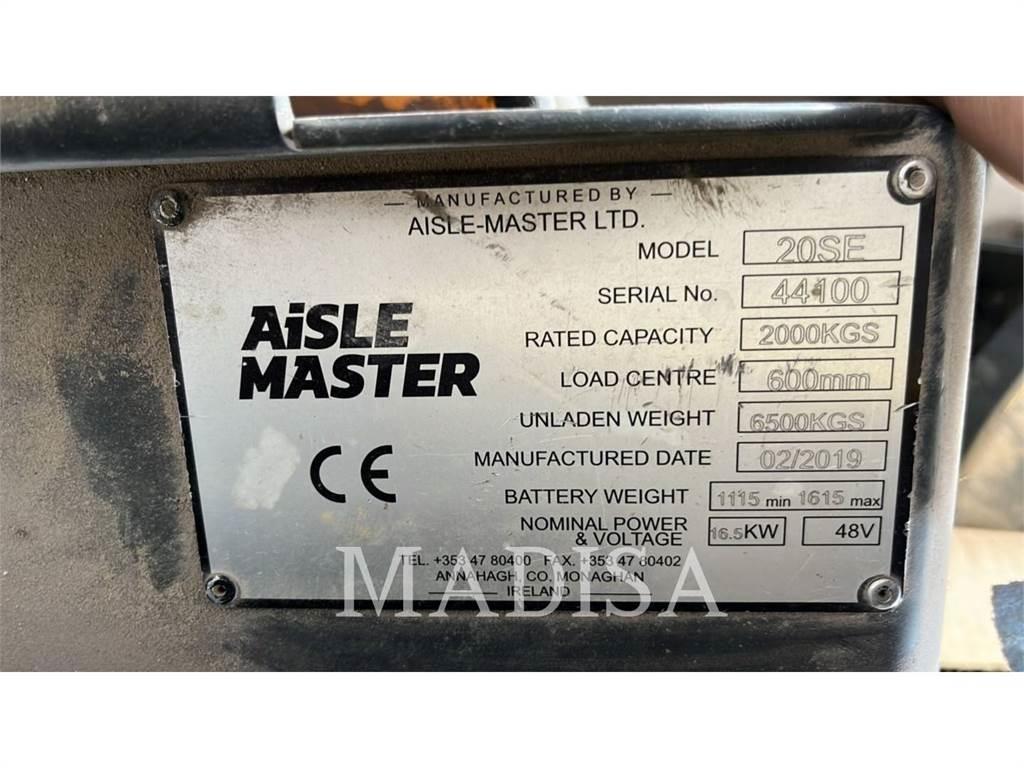 MANUFACTURED BY
AISLE-MASTER LTD.
MODEL 20SE
SERIAL No. 44100
RATED CAPACITY 2000KGS
AiSLE
MASTER
LOAD CENTRE 600mm
UNLADEN WEIGHT 6500KGS
CE
MANUFACTURED DATE 02/2019
BATTERY WEIGHT 1115 min 1615 max
NOMINAL POWER
& VOLTAGE 16.5KW 48V
TEL. +353 47 80400 FAX. +353 47 80402
ANNAHAGH, CO. MONAGHAN
IRELAND
MADISA